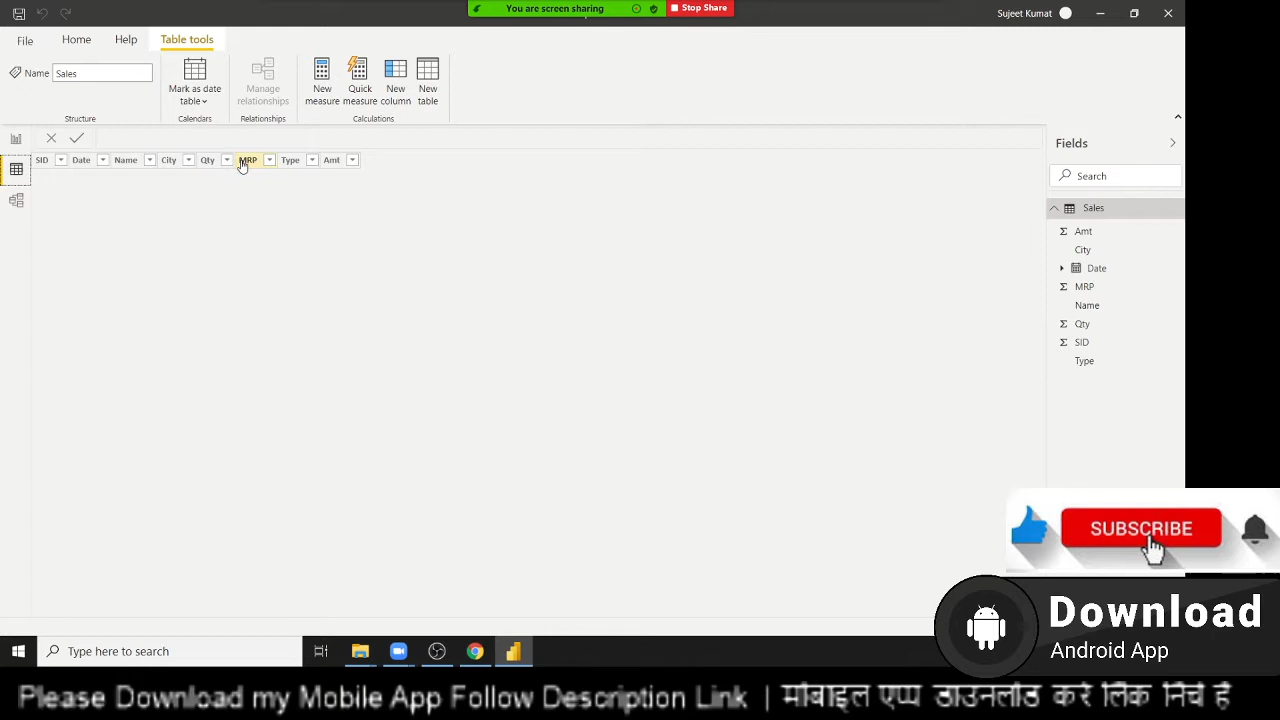 You are screen sharing
Stop Share
Sujeet Kumat
File
Home
Help
Table tools
Name
Sales
Mark as date
table
Manage
relationships
New
measure
Quick
measure
New
column
New
table
Structure
Calendars
Relationships
Calculations
SID
Date
Name
City
Qty
MRP
Type
Amt
Fields
Search
Sales
Σ Amt
City
Date
Σ MRP
Name
Σ Qty
Σ SID
Type
SUBSCRIBE
Download
Android App
Type here to search
Please Download my Mobile App Follow Description Link | मोबाइल एप्प डाउनलोड करे लिंक निचे है